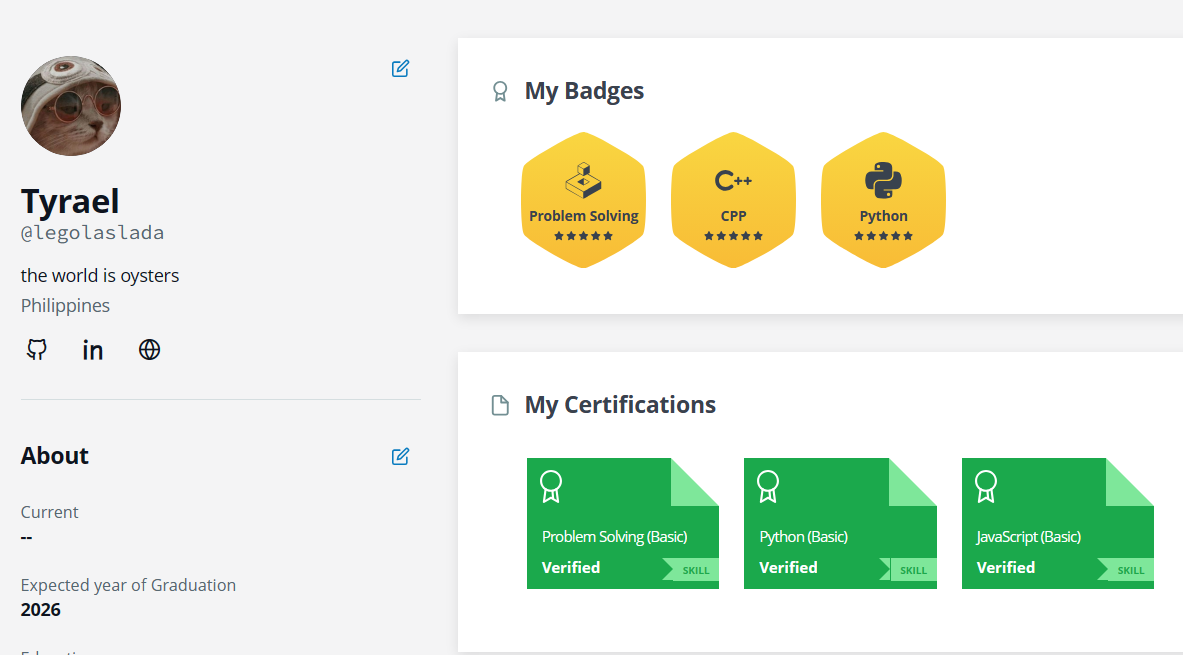 Tyrael
@legolaslada
the world is oysters
Philippines
in
About
Current
--
Expected year of Graduation
2026
My Badges
C++
Problem Solving
CPP
Python
My Certifications
Problem Solving (Basic)
Verified
SKILL
Python (Basic)
Verified
SKILL
JavaScript (Basic)
Verified
SKILL